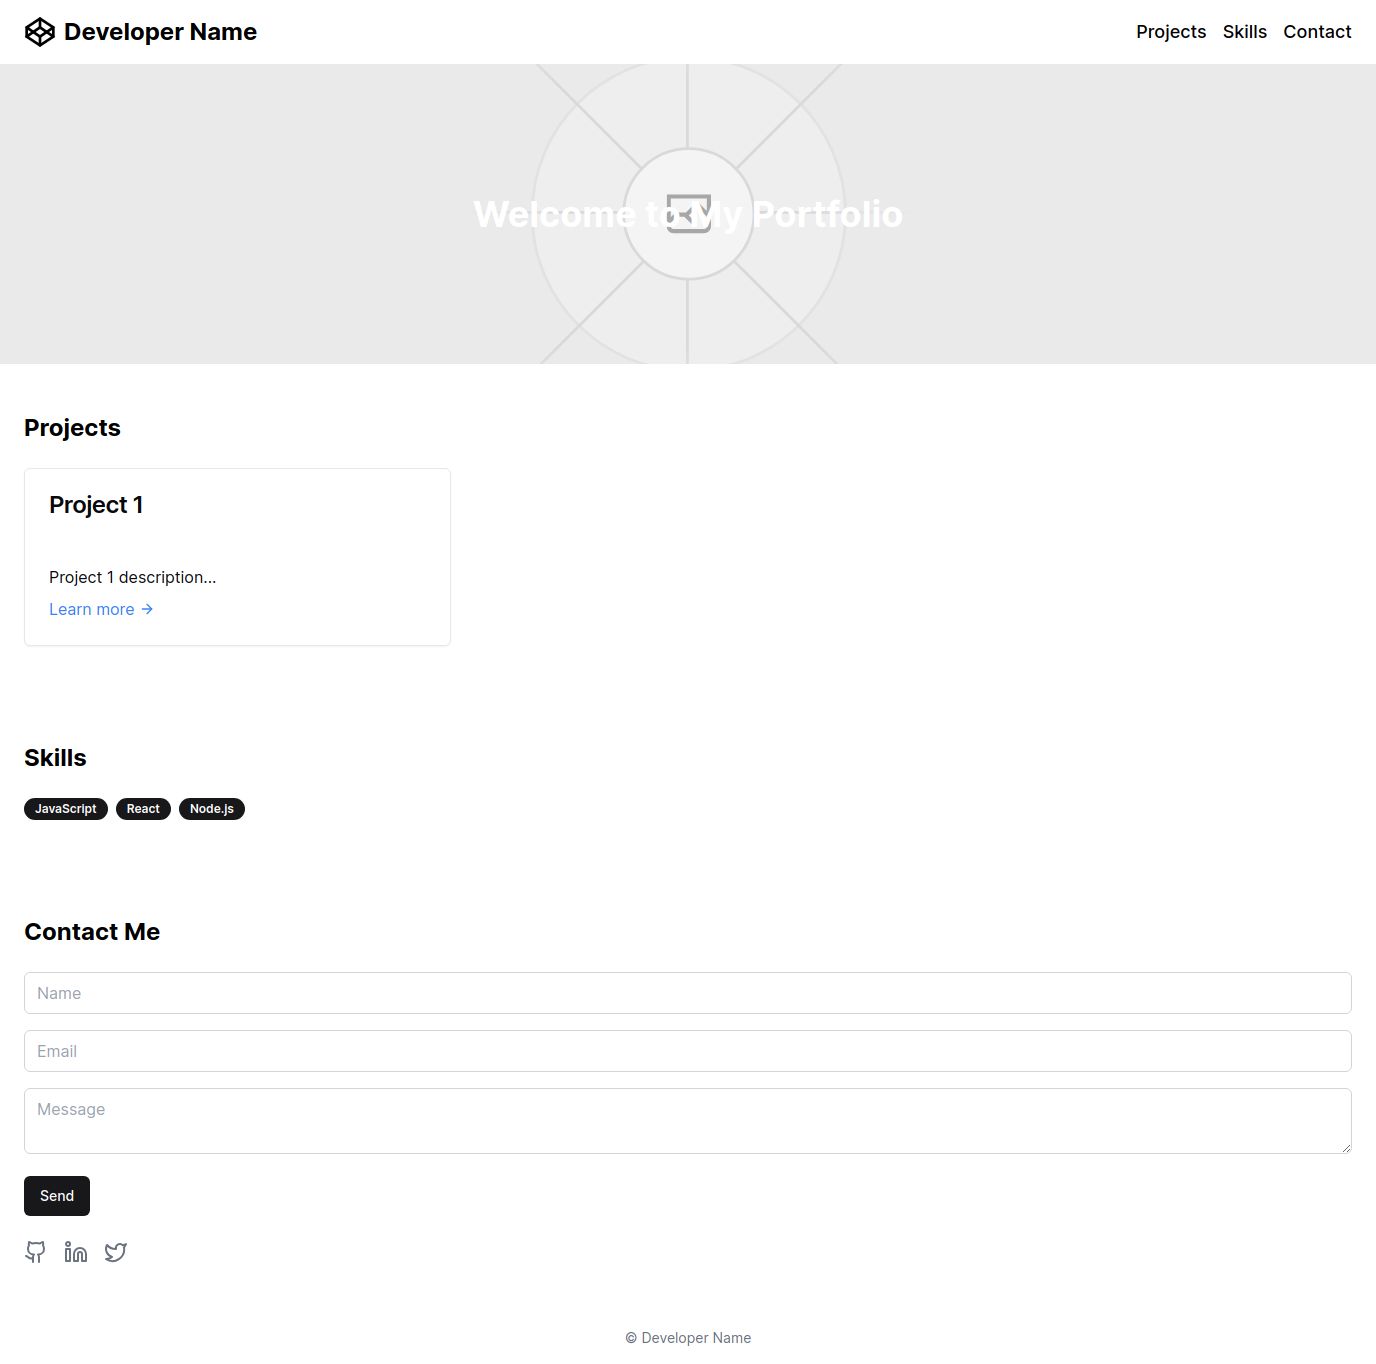 Developer Name
Projects Skills Contact
Welcome to My Portfolio
Projects
Project 1
Project 1 description...
Learn more
Skills
JavaScript React Node.js
Contact Me
Name
Email
Message
Send
© Developer Name